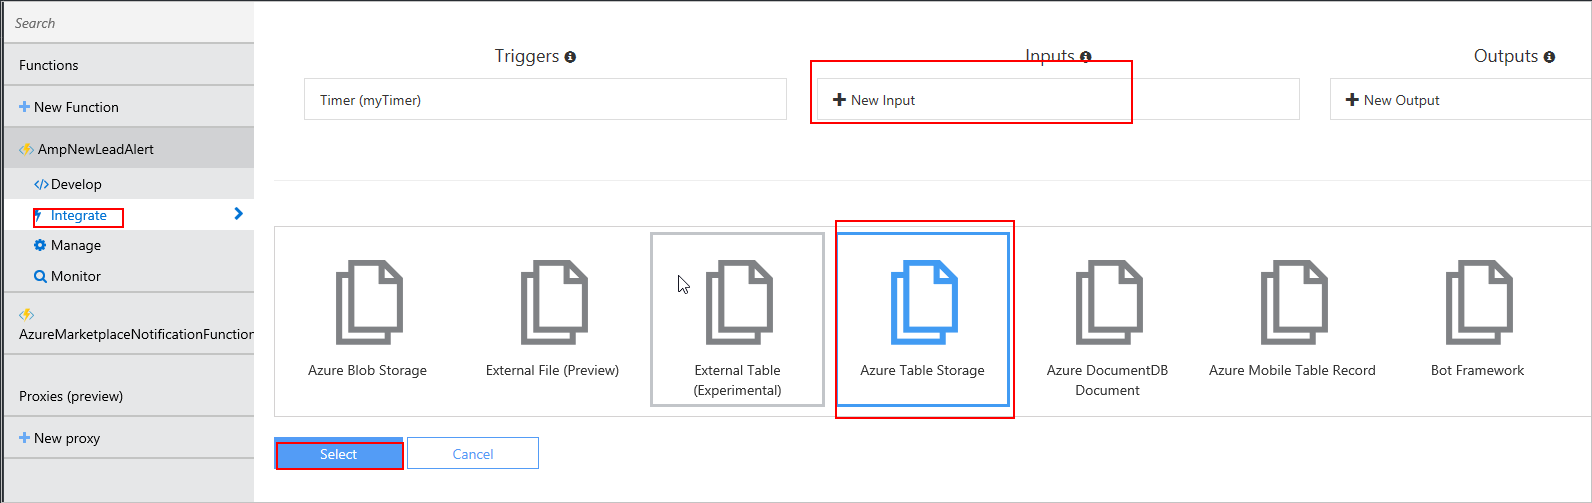 Search
Functions
New Function
AmpNewLeadAlert
Develop
Integrate
Manage
Monitor
AzureMarketplaceNotificationFunction
Proxies (preview)
New proxy
Triggers
Inputs
Outputs
Timer (myTimer)
New Input
New Output
Azure Blob Storage
External File (Preview)
External Table
(Experimental)
Azure Table Storage
Azure DocumentDB
Document
Azure Mobile Table Record
Bot Framework
Select
Cancel